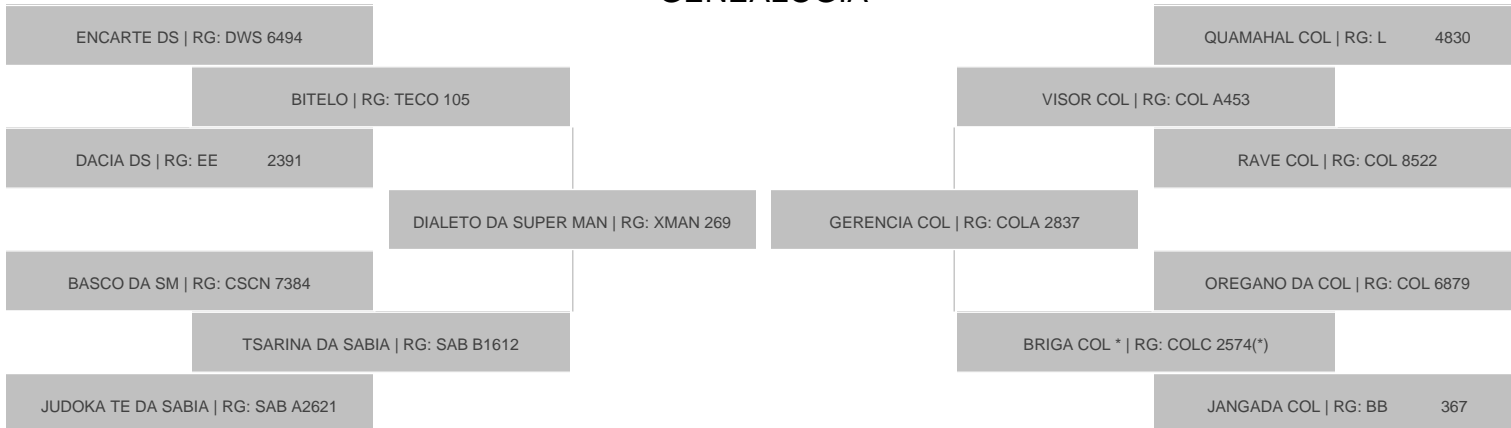 GENEALOGIA
ENCARTE DS | RG: DWS 6494
QUAMAHAL COL | RG: L 4830
BITELO | RG: TECO 105
VISOR COL | RG: COL A453
DACIA DS | RG: EE 2391
RAVE COL | RG: COL 8522
DIALETO DA SUPER MAN | RG: XMAN 269
GERENCIA COL | RG: COLA 2837
BASCO DA SM | RG: CSCN 7384
OREGANO DA COL | RG: COL 6879
TSARINA DA SABIA | RG: SAB B1612
BRIGA COL * | RG: COLC 2574(*)
JUDOKA TE DA SABIA | RG: SAB A2621
JANGADA COL | RG: BB 367